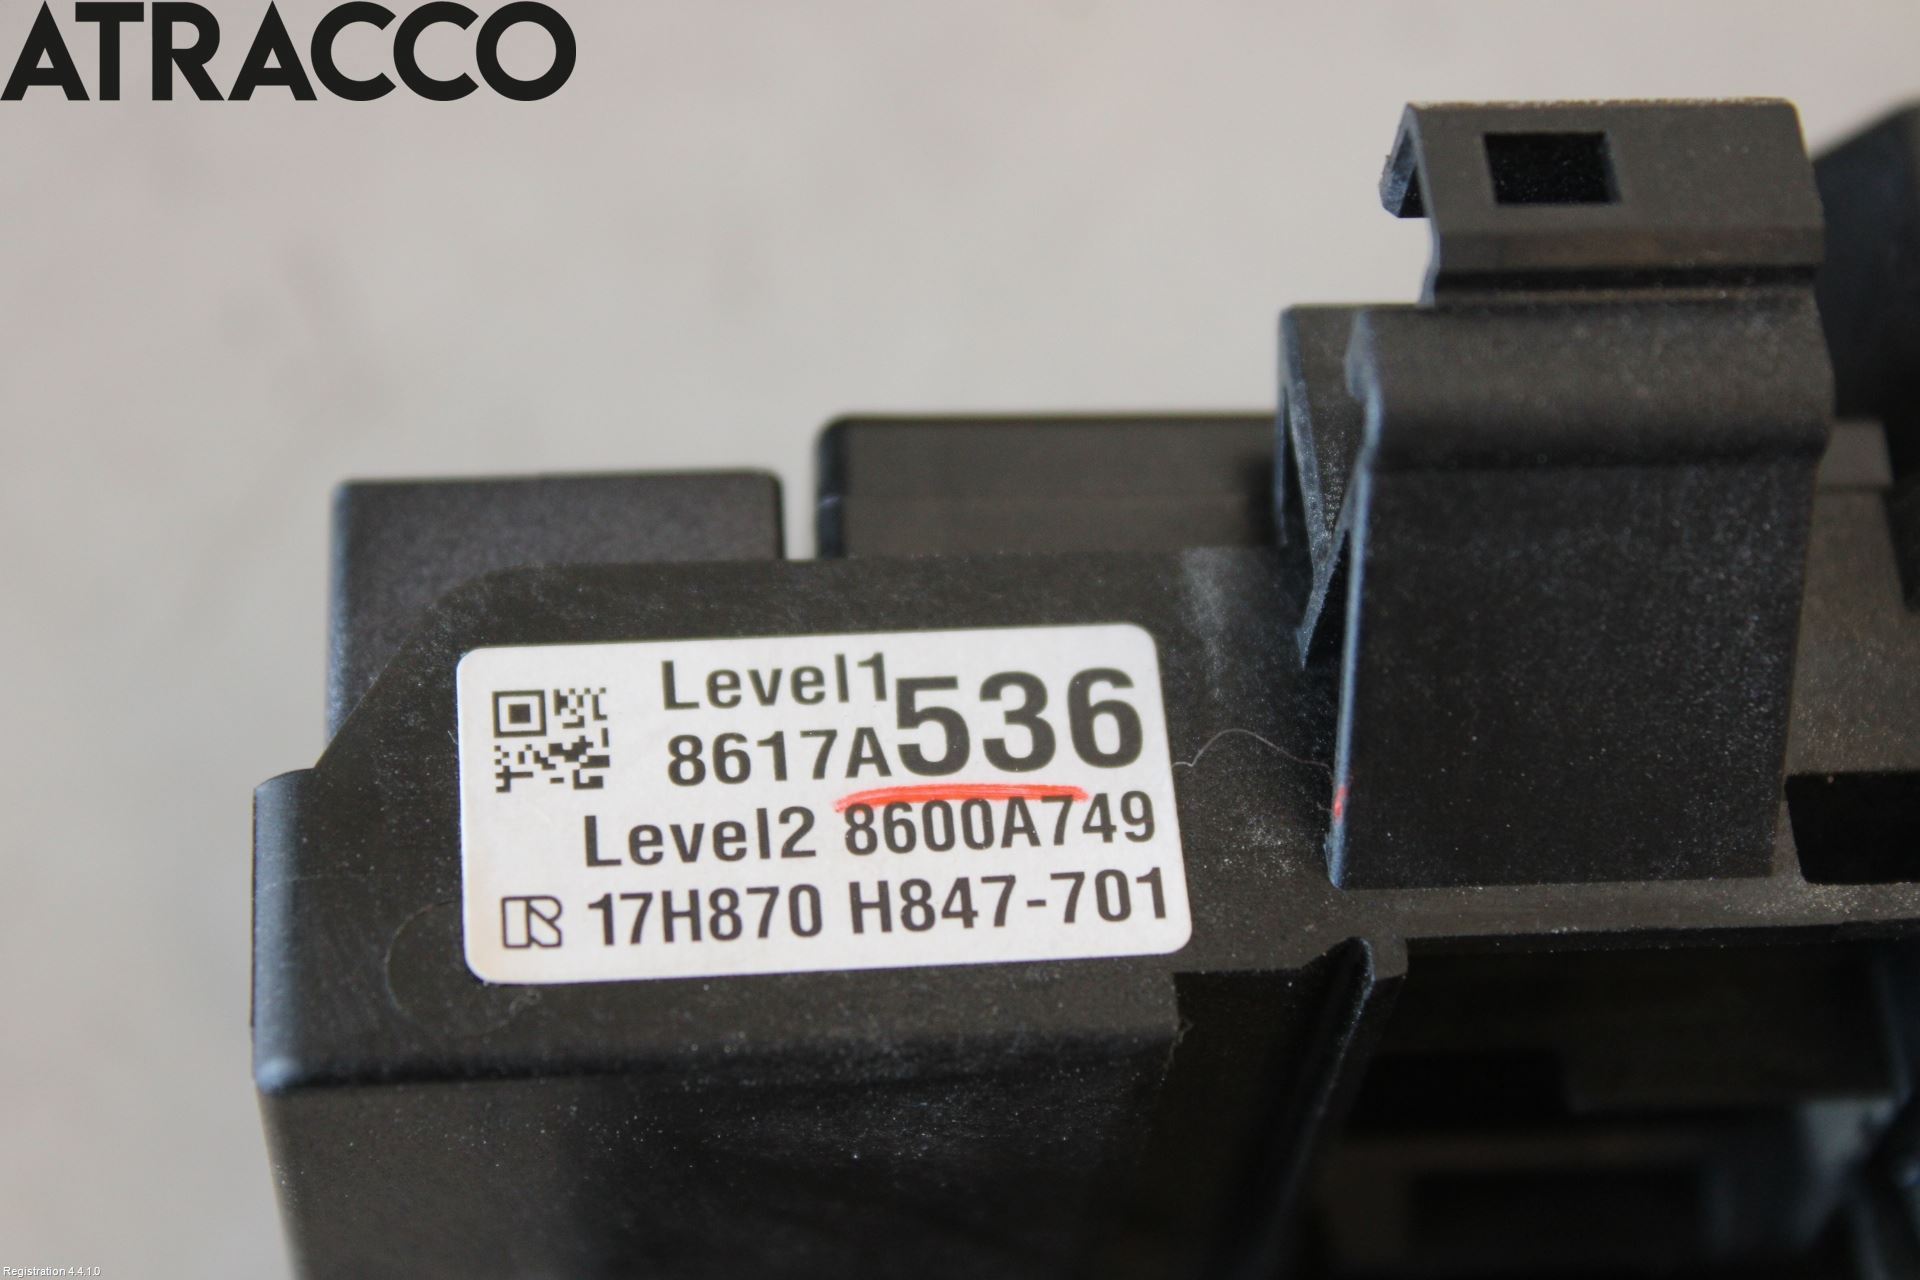 ATRACCO
Level1
8617A536
Level2 8600A749
R 17H870 H847-701
Registration 4.4.1.0